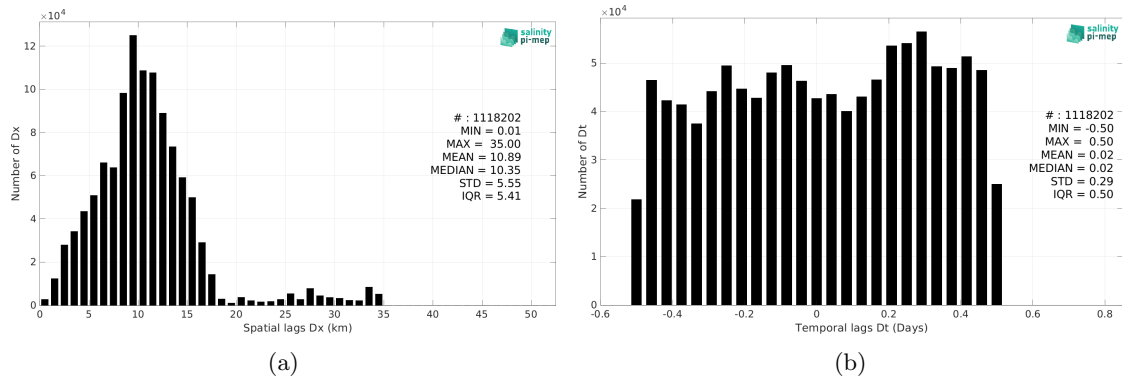 ×10⁴
12
10
8
6
4
2
0
0 5 10 15 20 25 30 35 40 45 50
Number of Dx
Spatial lags Dx (km)
salinity
pi-mep
# : 1118202
MIN = 0.01
MAX = 35.00
MEAN = 10.89
MEDIAN = 10.35
STD = 5.55
IQR = 5.41
(a)
×10⁴
5
4
3
2
1
0
-0.6 -0.4 -0.2 0 0.2 0.4 0.6 0.8
Number of Dt
Temporal lags Dt (Days)
salinity
pi-mep
# : 1118202
MIN = -0.50
MAX = 0.50
MEAN = 0.02
MEDIAN = 0.02
STD = 0.29
IQR = 0.50
(b)